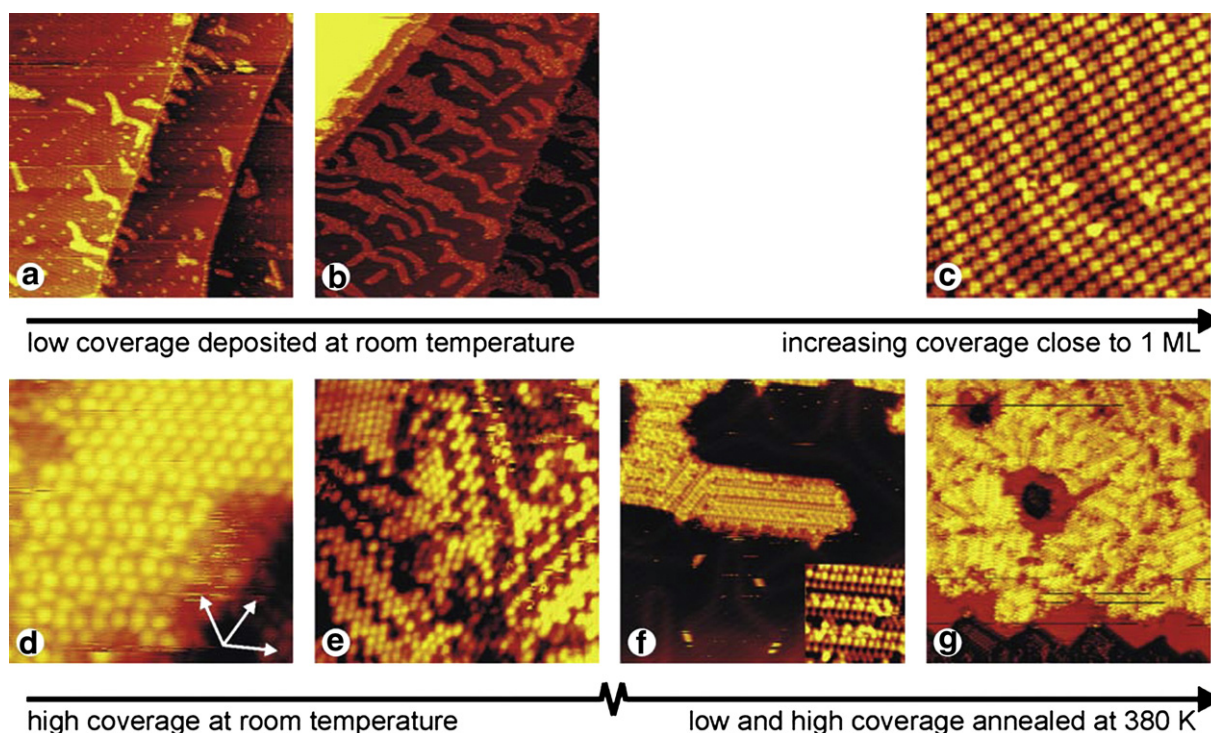 a
b
c
low coverage deposited at room temperature
increasing coverage close to 1 ML
d
e
f
g
high coverage at room temperature
low and high coverage annealed at 380 K